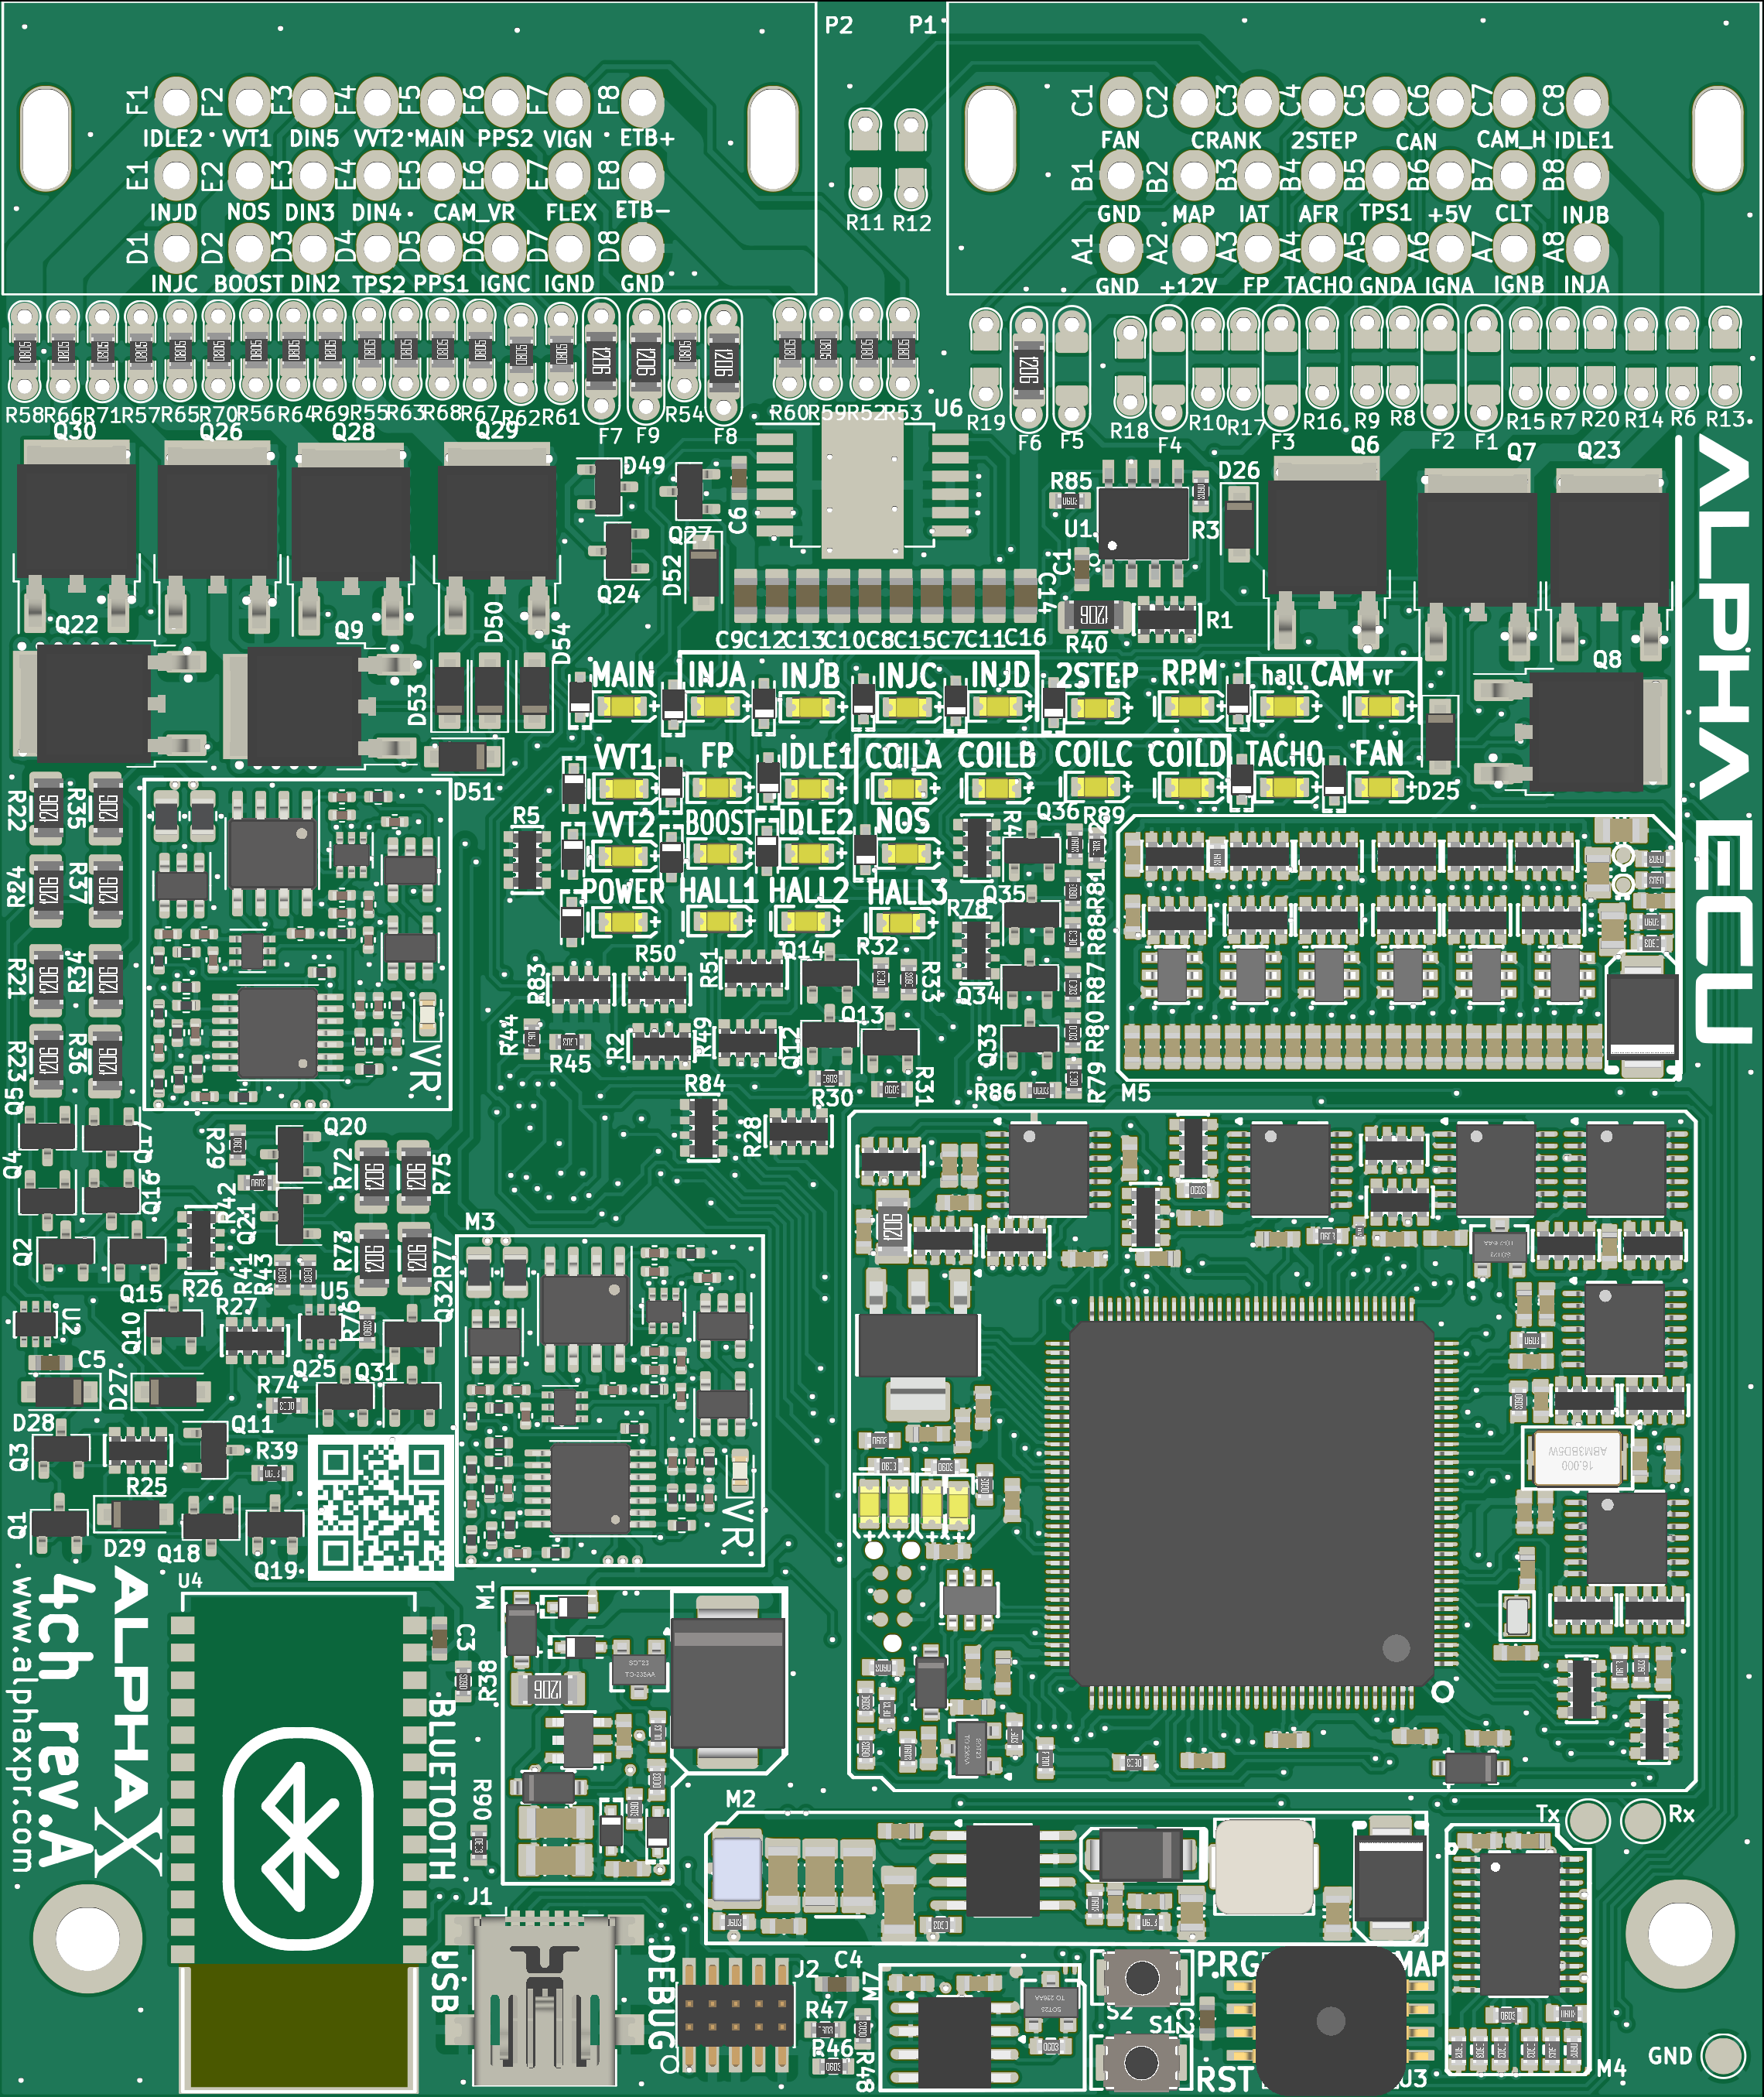 P2 P1
F1 F2 F3 F4 F5 F6 F7 F8
C1 C2 C3 C4 C5 C6 C7 C8
IDLE2 VVT1 DIN5 VVT2 MAIN PPS2 VIGN ETB+
FAN CRANK 2STEP CAN CAM_H IDLE1
E1 E2 E3 E4 E5 E6 E7 E8
B1 B2 B3 B4 B5 B6 B7 B8
INJD NOS DIN3 DIN4 CAM_VR FLEX ETB-
R11 R12
GND MAP IAT AFR TPS1 +5V CLT INJB
D1 D2 D3 D4 D5 D6 D7 D8
A1 A2 A3 A4 A5 A6 A7 A8
INJC BOOST DIN2 TPS2 PPS1 IGNC IGND GND
GND +12V FP TACHO GNDA IGNA IGNB INJA
R58 R66 R71 R57 R65 R70 R56 R64 R69 R55 R63 R68 R67 R62 R61 F7 F9 R54 F8 R60 R59 R52 R53 U6 R19 F6 F5 R18 F4 R10 R17 F3 R16 R9 R8 F2 F1 R15 R7 R20 R14 R6 R13
Q30 Q26 Q28 Q29 D49 Q27 C6 R85 U1 R3 D26 Q6 Q7 Q23
Q24 D52 C1 C14
Q22 Q9 D50 D54 C9 C12 C13 C10 C8 C15 C7 C11 C16 1206 R40 R1 Q8
ALPHA ECU
D53 MAIN INJA INJB INJC INJD 2STEP RPM hall CAM vr
VVT1 FP IDLE1 COILA COILB COILC COILD TACHO FAN
D51 D25
R22 R35 R5 VVT2 BOOST IDLE2 NOS R4 Q36 R89
R24 R37 POWER HALL1 HALL2 HALL3 Q35 R81
R78 R88
R21 R34 R83 R50 R51 Q14 R32 R33 Q34 R87
R23 R36 VR R44 R45 R2 R49 Q12 Q13 Q33 R80
R84 R30 R31 R86 R79 M5
Q5 Q17 R29 Q20 R28
Q4 Q16 R42 Q21 R72 R75
Q2 R26 R41 R43 R73 R77 M3
Q15 U5 Q32
U2 Q10 R27 R76
C5 Q25 Q31
D28 D27 R74
Q3 Q11 R39
R25
16.000
ABM38D5W
Q1 D29 Q18 Q19 VR
U4 M1
ALPHAX
4ch rev.A
www.alphaxpr.com
C3 R38
BLUETOOTH
R90
M2 Tx Rx
J1
USB
DEBUG
J2 C4 M7 PRG MAP
R47 S2 S1 C2
R46 R48 RST U3 M4 GND